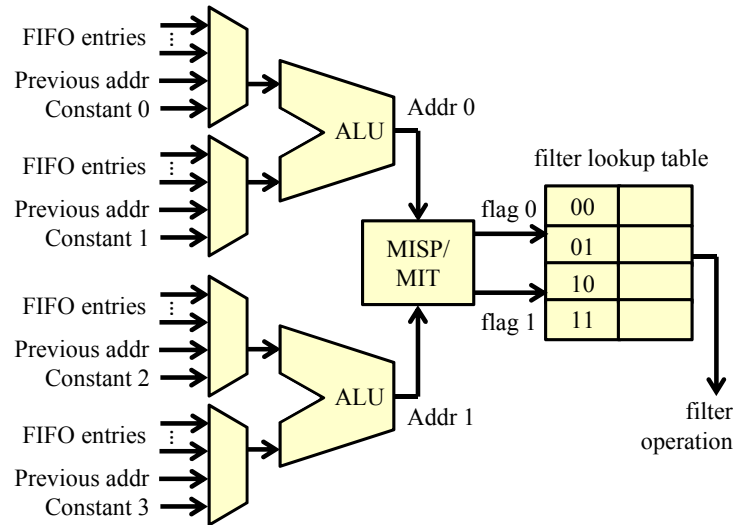 FIFO entries
...
Previous addr
Constant 0
FIFO entries
...
Previous addr
Constant 1
ALU
Addr 0
FIFO entries
...
Previous addr
Constant 2
FIFO entries
...
Previous addr
Constant 3
ALU
Addr 1
MISP/
MIT
flag 0
flag 1
filter lookup table
00
01
10
11
filter
operation